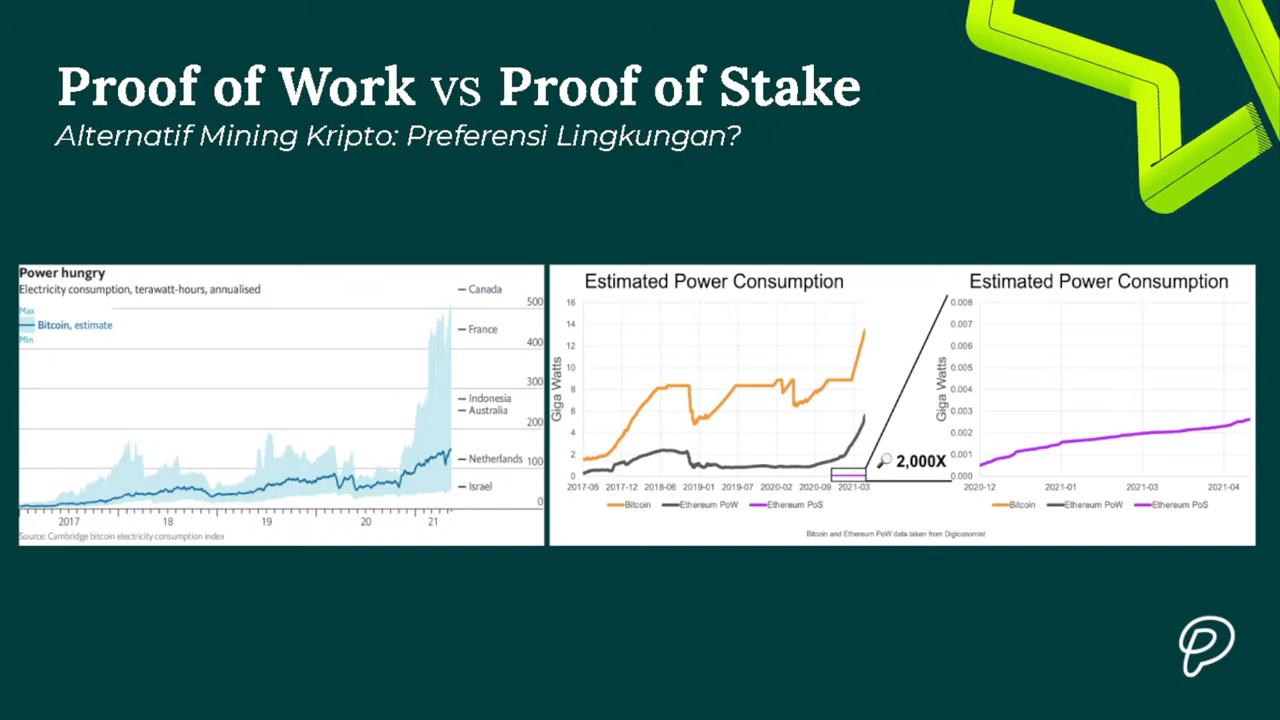 Proof of Work vs Proof of Stake
Alternatif Mining Kripto: Preferensi Lingkungan?
Power hungry
Electricity consumption, terawatt-hours, annualised
Max
Bitcoin, estimate
Min
Canada
500
France
400
Indonesia
300
Australia
200
Netherlands
100
Israel
0
2017
18
19
20
21
Source: Cambridge bitcoin electricity consumption index
Estimated Power Consumption
Giga Watts
16
14
12
10
8
6
4
2
0
2017-05 2017-12 2018-06 2019-01 2019-07 2020-02 2020-09 2021-03
Bitcoin Ethereum PoW Ethereum PoS
2,000X
Estimated Power Consumption
Giga Watts
0.008
0.007
0.006
0.005
0.004
0.003
0.002
0.001
0.000
2020-12 2021-01 2021-03 2021-04
Bitcoin Ethereum PoW Ethereum PoS
Bitcoin and Ethereum PoW data taken from Digiconomist